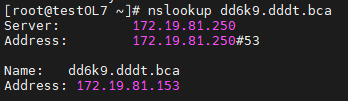 [root@testOL7 ~]# nslookup dd6k9.dddt.bca
Server:         172.19.81.250
Address:        172.19.81.250#53

Name:   dd6k9.dddt.bca
Address: 172.19.81.153